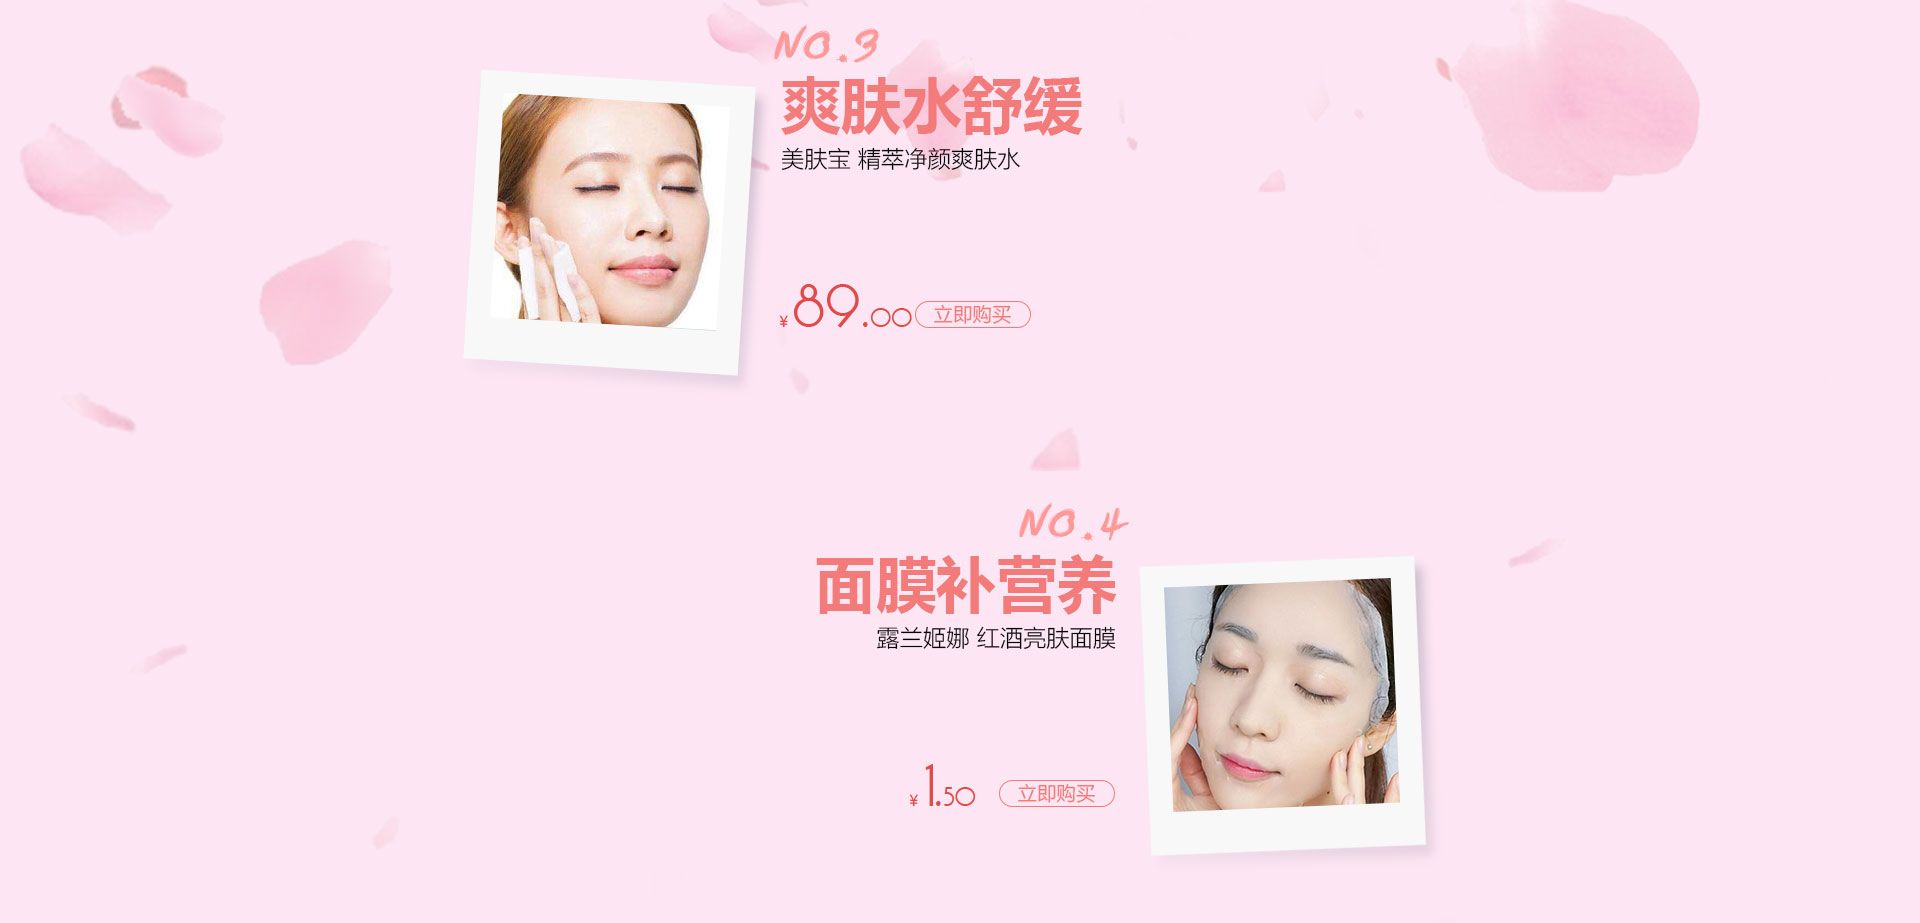 NO.3
爽肤水舒缓
美肤宝 精萃净颜爽肤水
¥89.00 立即购买
NO.4
面膜补营养
露兰姬娜 红酒亮肤面膜
¥1.50 立即购买